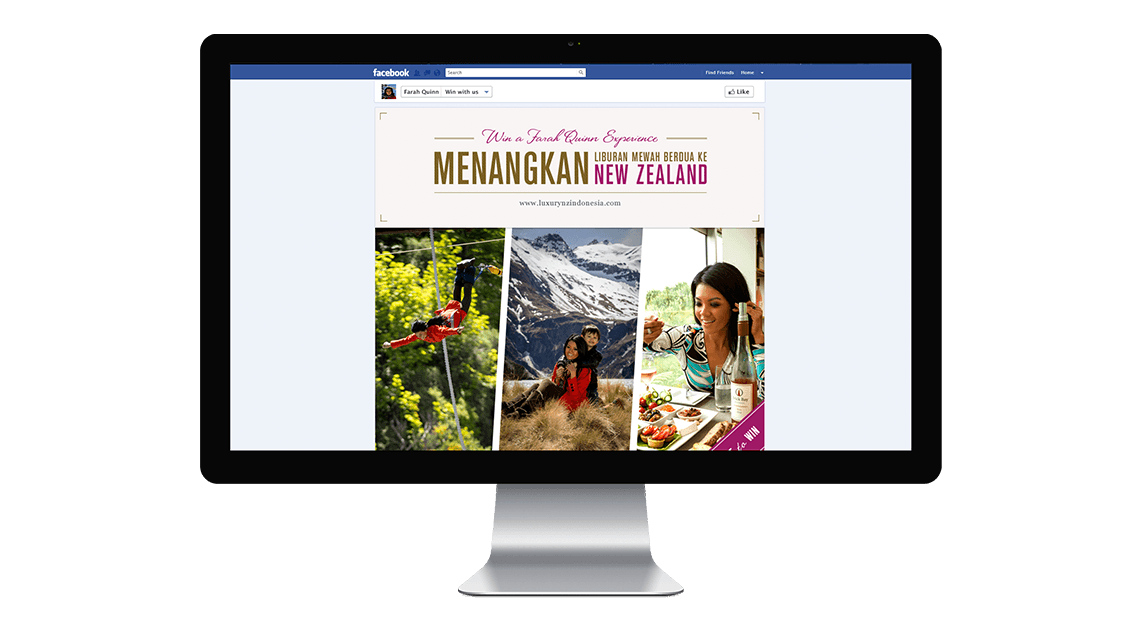 facebook Search Find Friends Home
Farah Quinn Win with us Like
Win a Farah Quinn Experience
MENANGKAN LIBURAN MEWAH BERDUA KE
NEW ZEALAND
www.luxurynzindonesia.com
to WIN